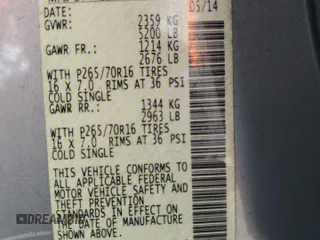 DATE: 05/14
GVWR: 2359 KG
5200 LB
GAWR FR.: 1214 KG
2676 LB
WITH P265/70R16 TIRES
16 X 7.0 RIMS AT 36 PSI
COLD SINGLE
GAWR RR.: 1344 KG
2963 LB
WITH P265/70R16 TIRES
16 X 7.0 RIMS AT 36 PSI
COLD SINGLE
THIS VEHICLE CONFORMS TO
ALL APPLICABLE FEDERAL
MOTOR VEHICLE SAFETY AND
THEFT PREVENTION
STANDARDS IN EFFECT ON
THE DATE OF MANUFACTURE
SHOWN ABOVE.
DREAMBID